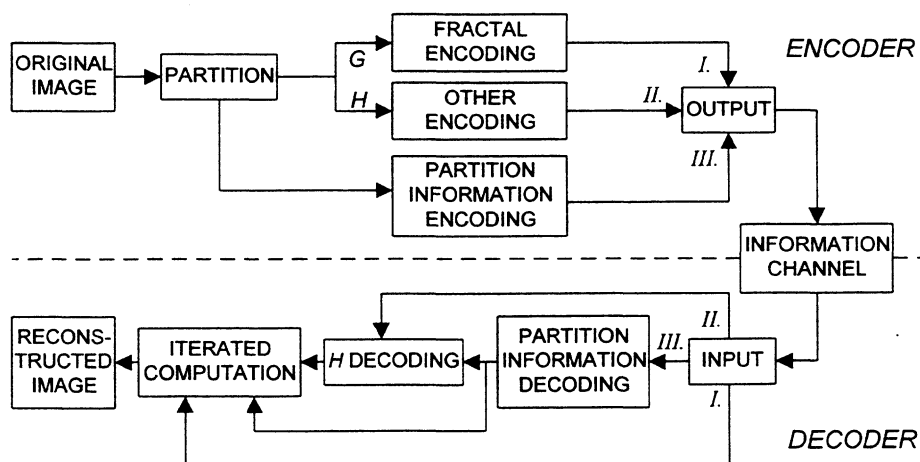 ORIGINAL
IMAGE
PARTITION
G
H
FRACTAL
ENCODING
OTHER
ENCODING
PARTITION
INFORMATION
ENCODING
I.
II.
III.
OUTPUT
ENCODER
INFORMATION
CHANNEL
RECONS-
TRUCTED
IMAGE
ITERATED
COMPUTATION
H DECODING
PARTITION
INFORMATION
DECODING
II.
III.
I.
INPUT
DECODER